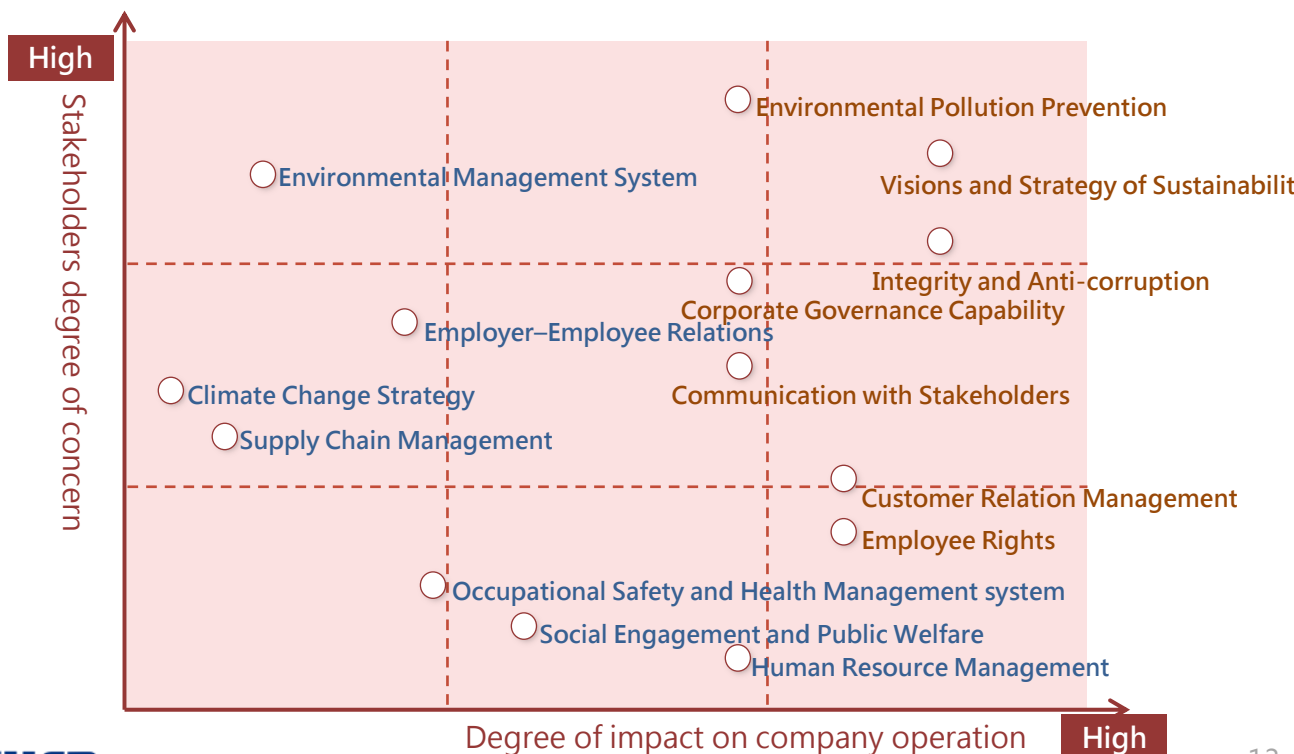 High
Stakeholders degree of concern
Environmental Pollution Prevention
Environmental Management System
Visions and Strategy of Sustainabilit
Integrity and Anti-corruption
Corporate Governance Capability
Employer–Employee Relations
Climate Change Strategy
Communication with Stakeholders
Supply Chain Management
Customer Relation Management
Employee Rights
Occupational Safety and Health Management system
Social Engagement and Public Welfare
Human Resource Management
Degree of impact on company operation
High